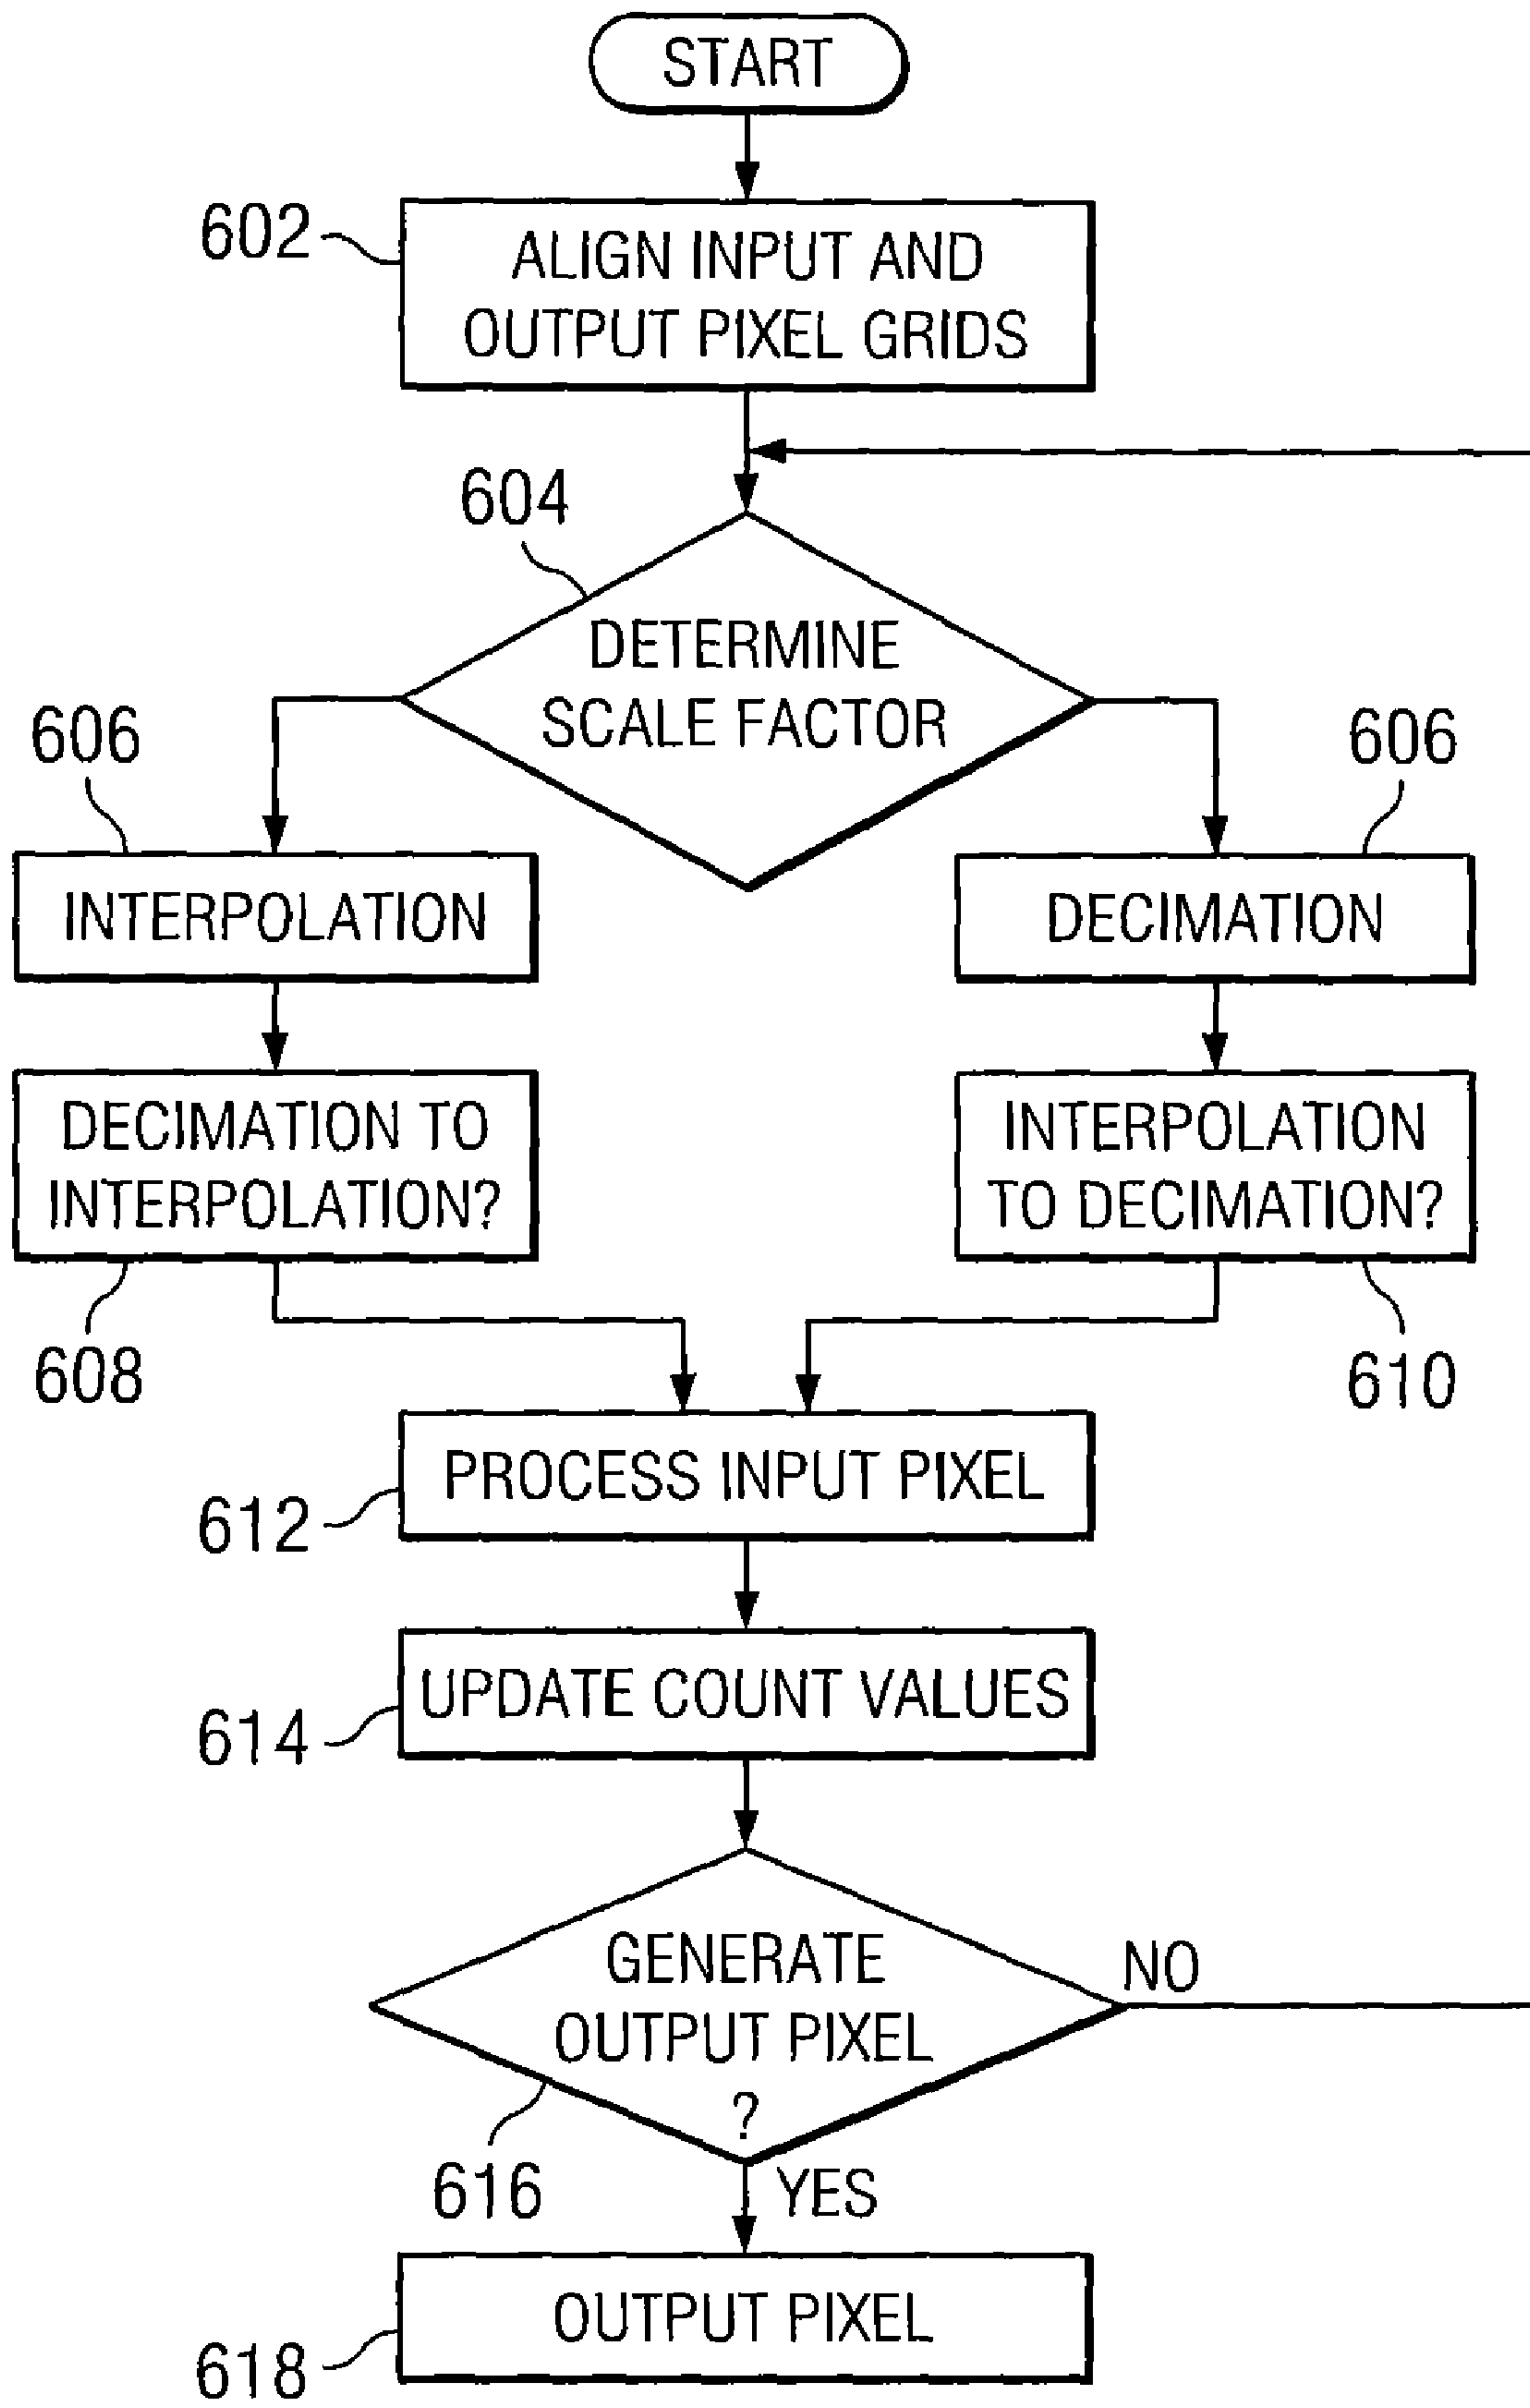 START
602
ALIGN INPUT AND
OUTPUT PIXEL GRIDS
604
DETERMINE
SCALE FACTOR
606
606
INTERPOLATION
DECIMATION
DECIMATION TO
INTERPOLATION?
INTERPOLATION
TO DECIMATION?
608
610
PROCESS INPUT PIXEL
612
UPDATE COUNT VALUES
614
GENERATE
OUTPUT PIXEL
?
NO
616
YES
OUTPUT PIXEL
618